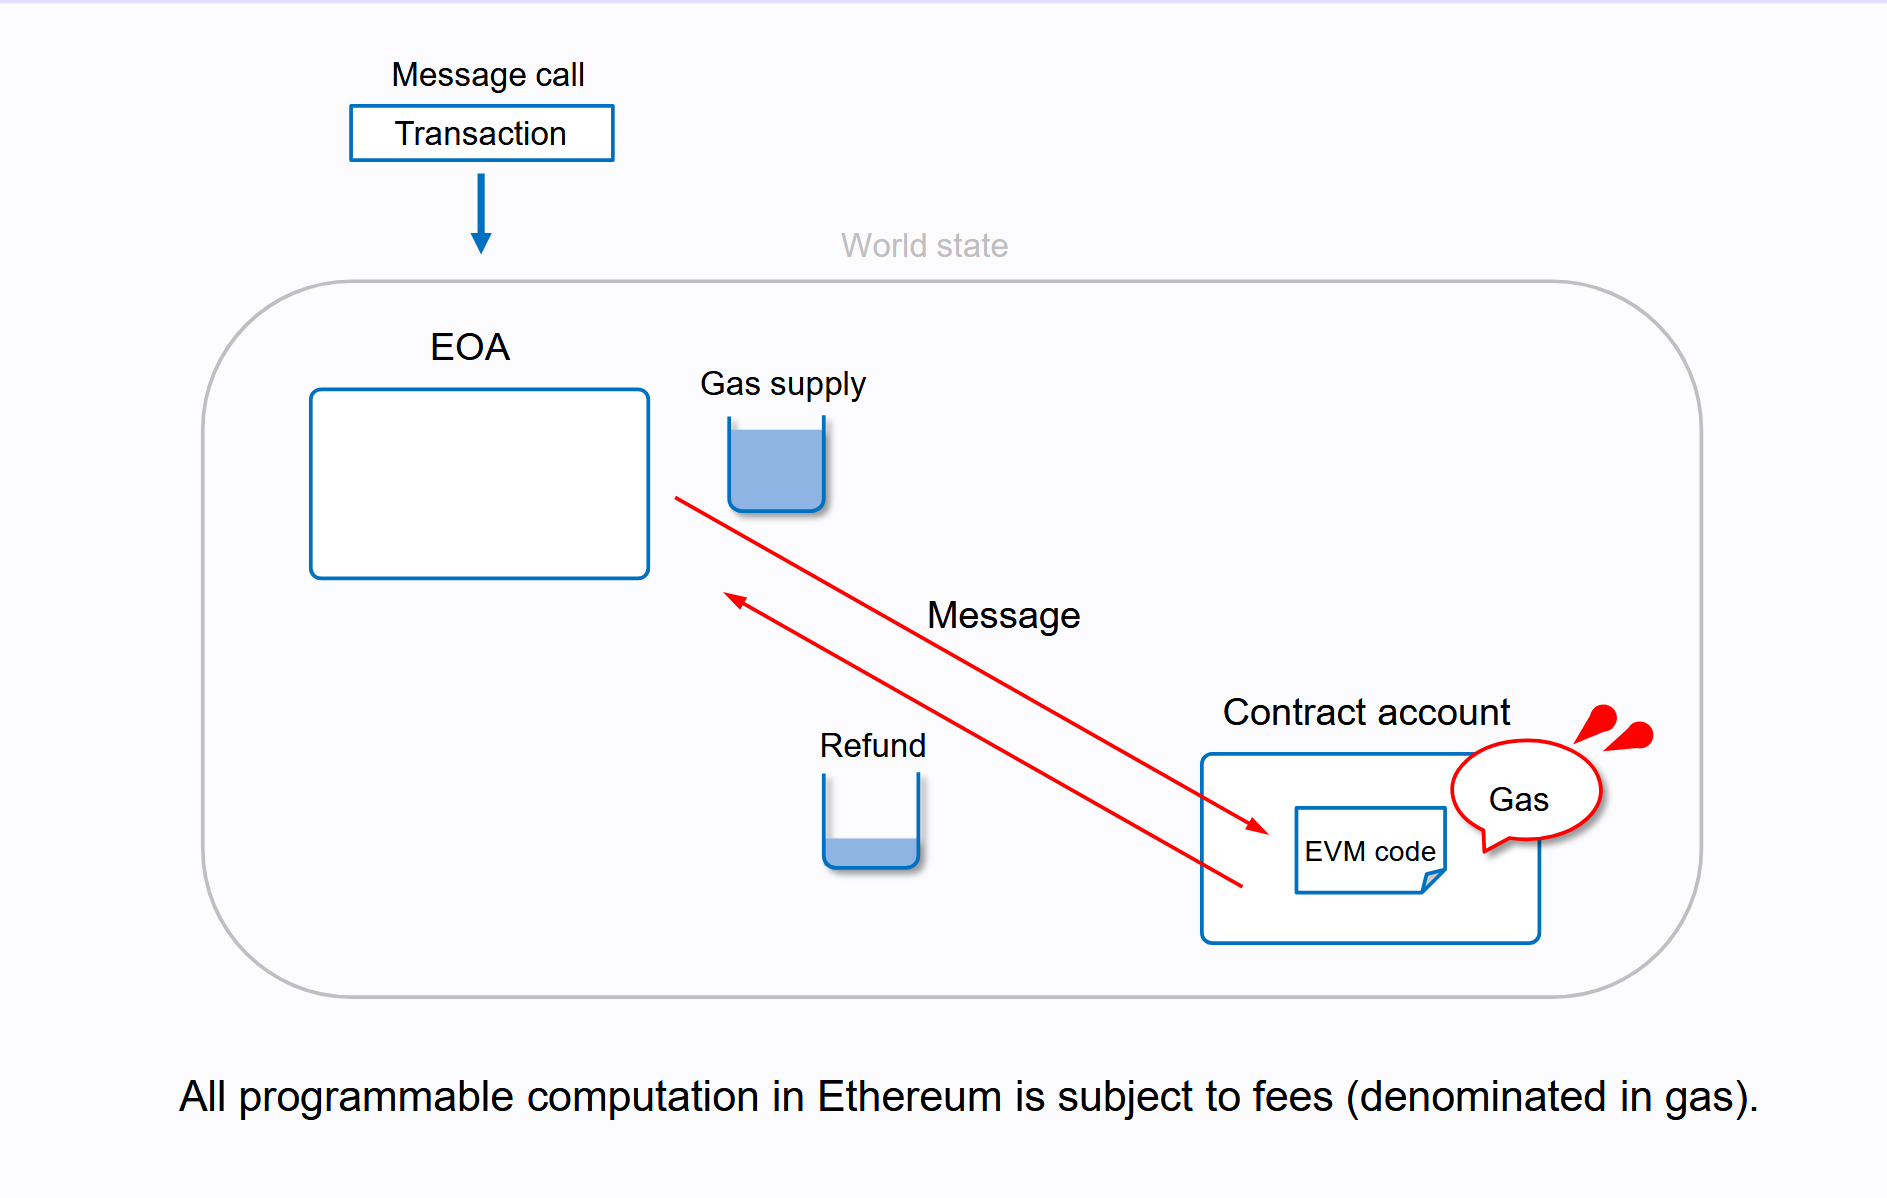 Message call
Transaction
World state
EOA
Gas supply
Message
Contract account
Refund
Gas
EVM code
All programmable computation in Ethereum is subject to fees (denominated in gas).